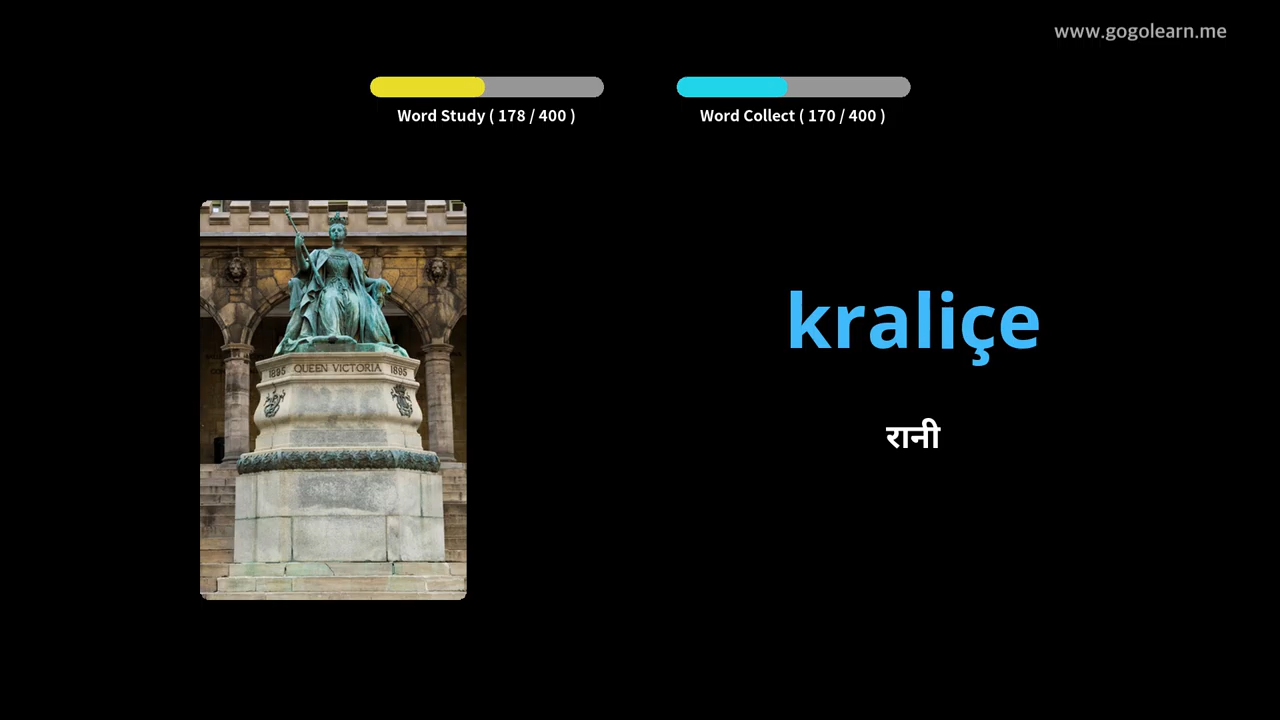 www.gogolearn.me
Word Study ( 178 / 400 )
Word Collect ( 170 / 400 )
1895 QUEEN VICTORIA 1895
kraliçe
रानी